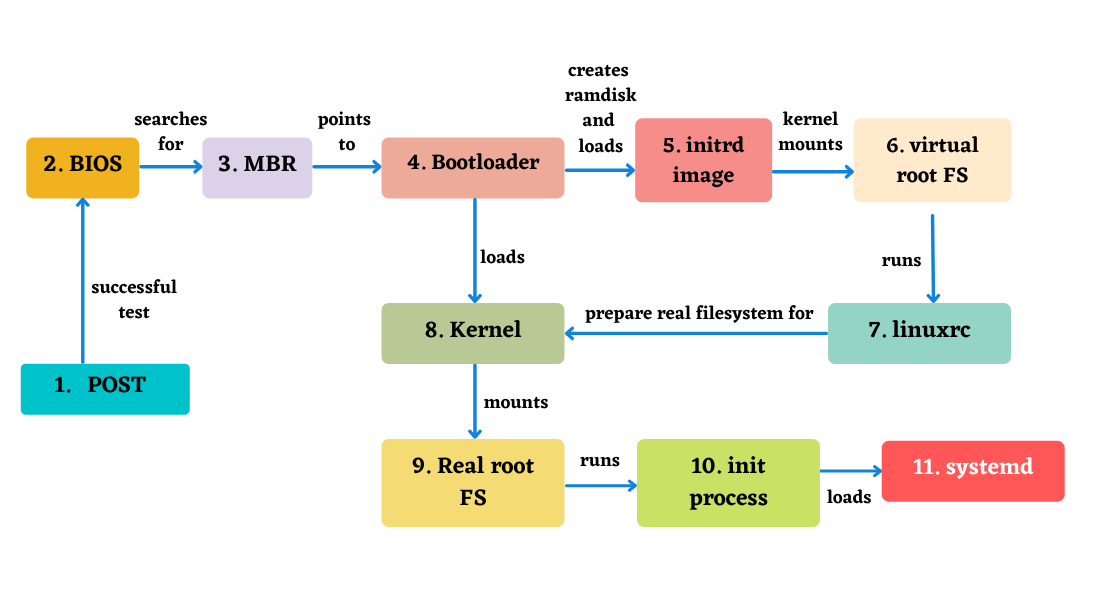 creates
ramdisk
and
loads
searches
for
points
to
kernel
mounts
2. BIOS
3. MBR
4. Bootloader
5. initrd
image
6. virtual
root FS
successful
test
loads
runs
prepare real filesystem for
8. Kernel
7. linuxrc
1. POST
mounts
9. Real root
FS
runs
10. init
process
loads
11. systemd